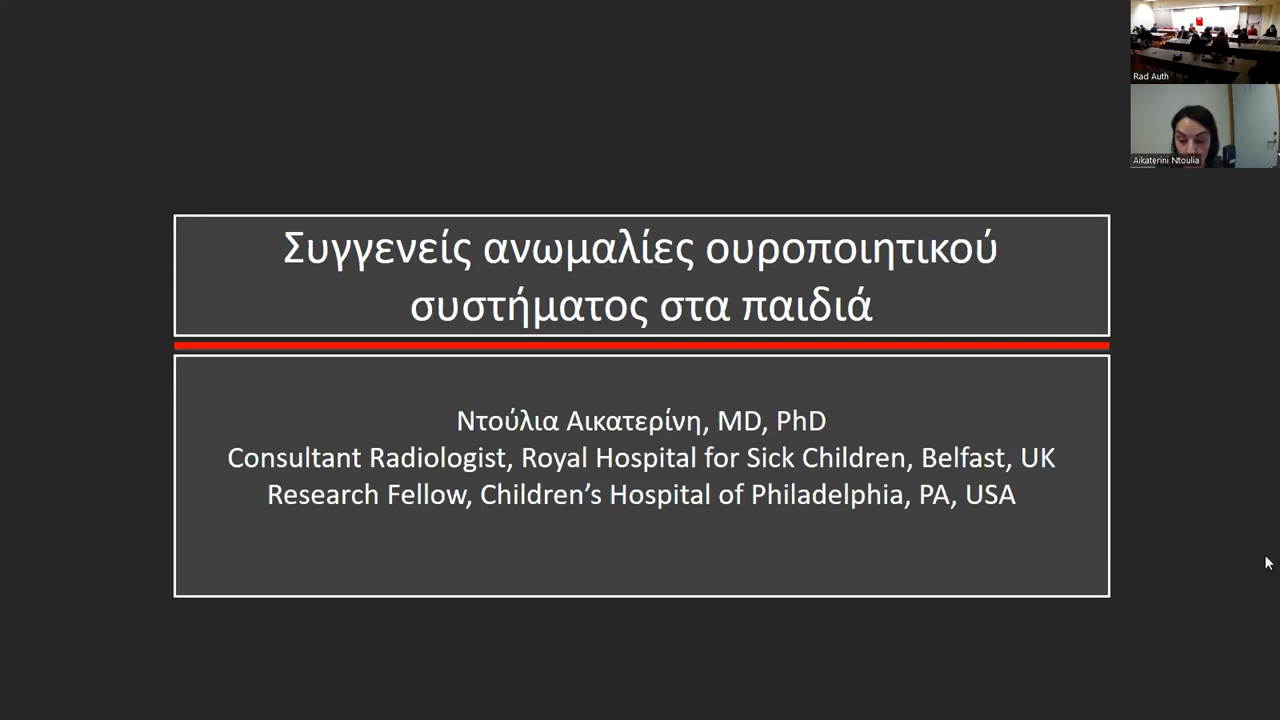 Rad Auth
Aikaterini Ntoulia
Συγγενείς ανωμαλίες ουροποιητικού
συστήματος στα παιδιά
Ντούλια Αικατερίνη, MD, PhD
Consultant Radiologist, Royal Hospital for Sick Children, Belfast, UK
Research Fellow, Children’s Hospital of Philadelphia, PA, USA